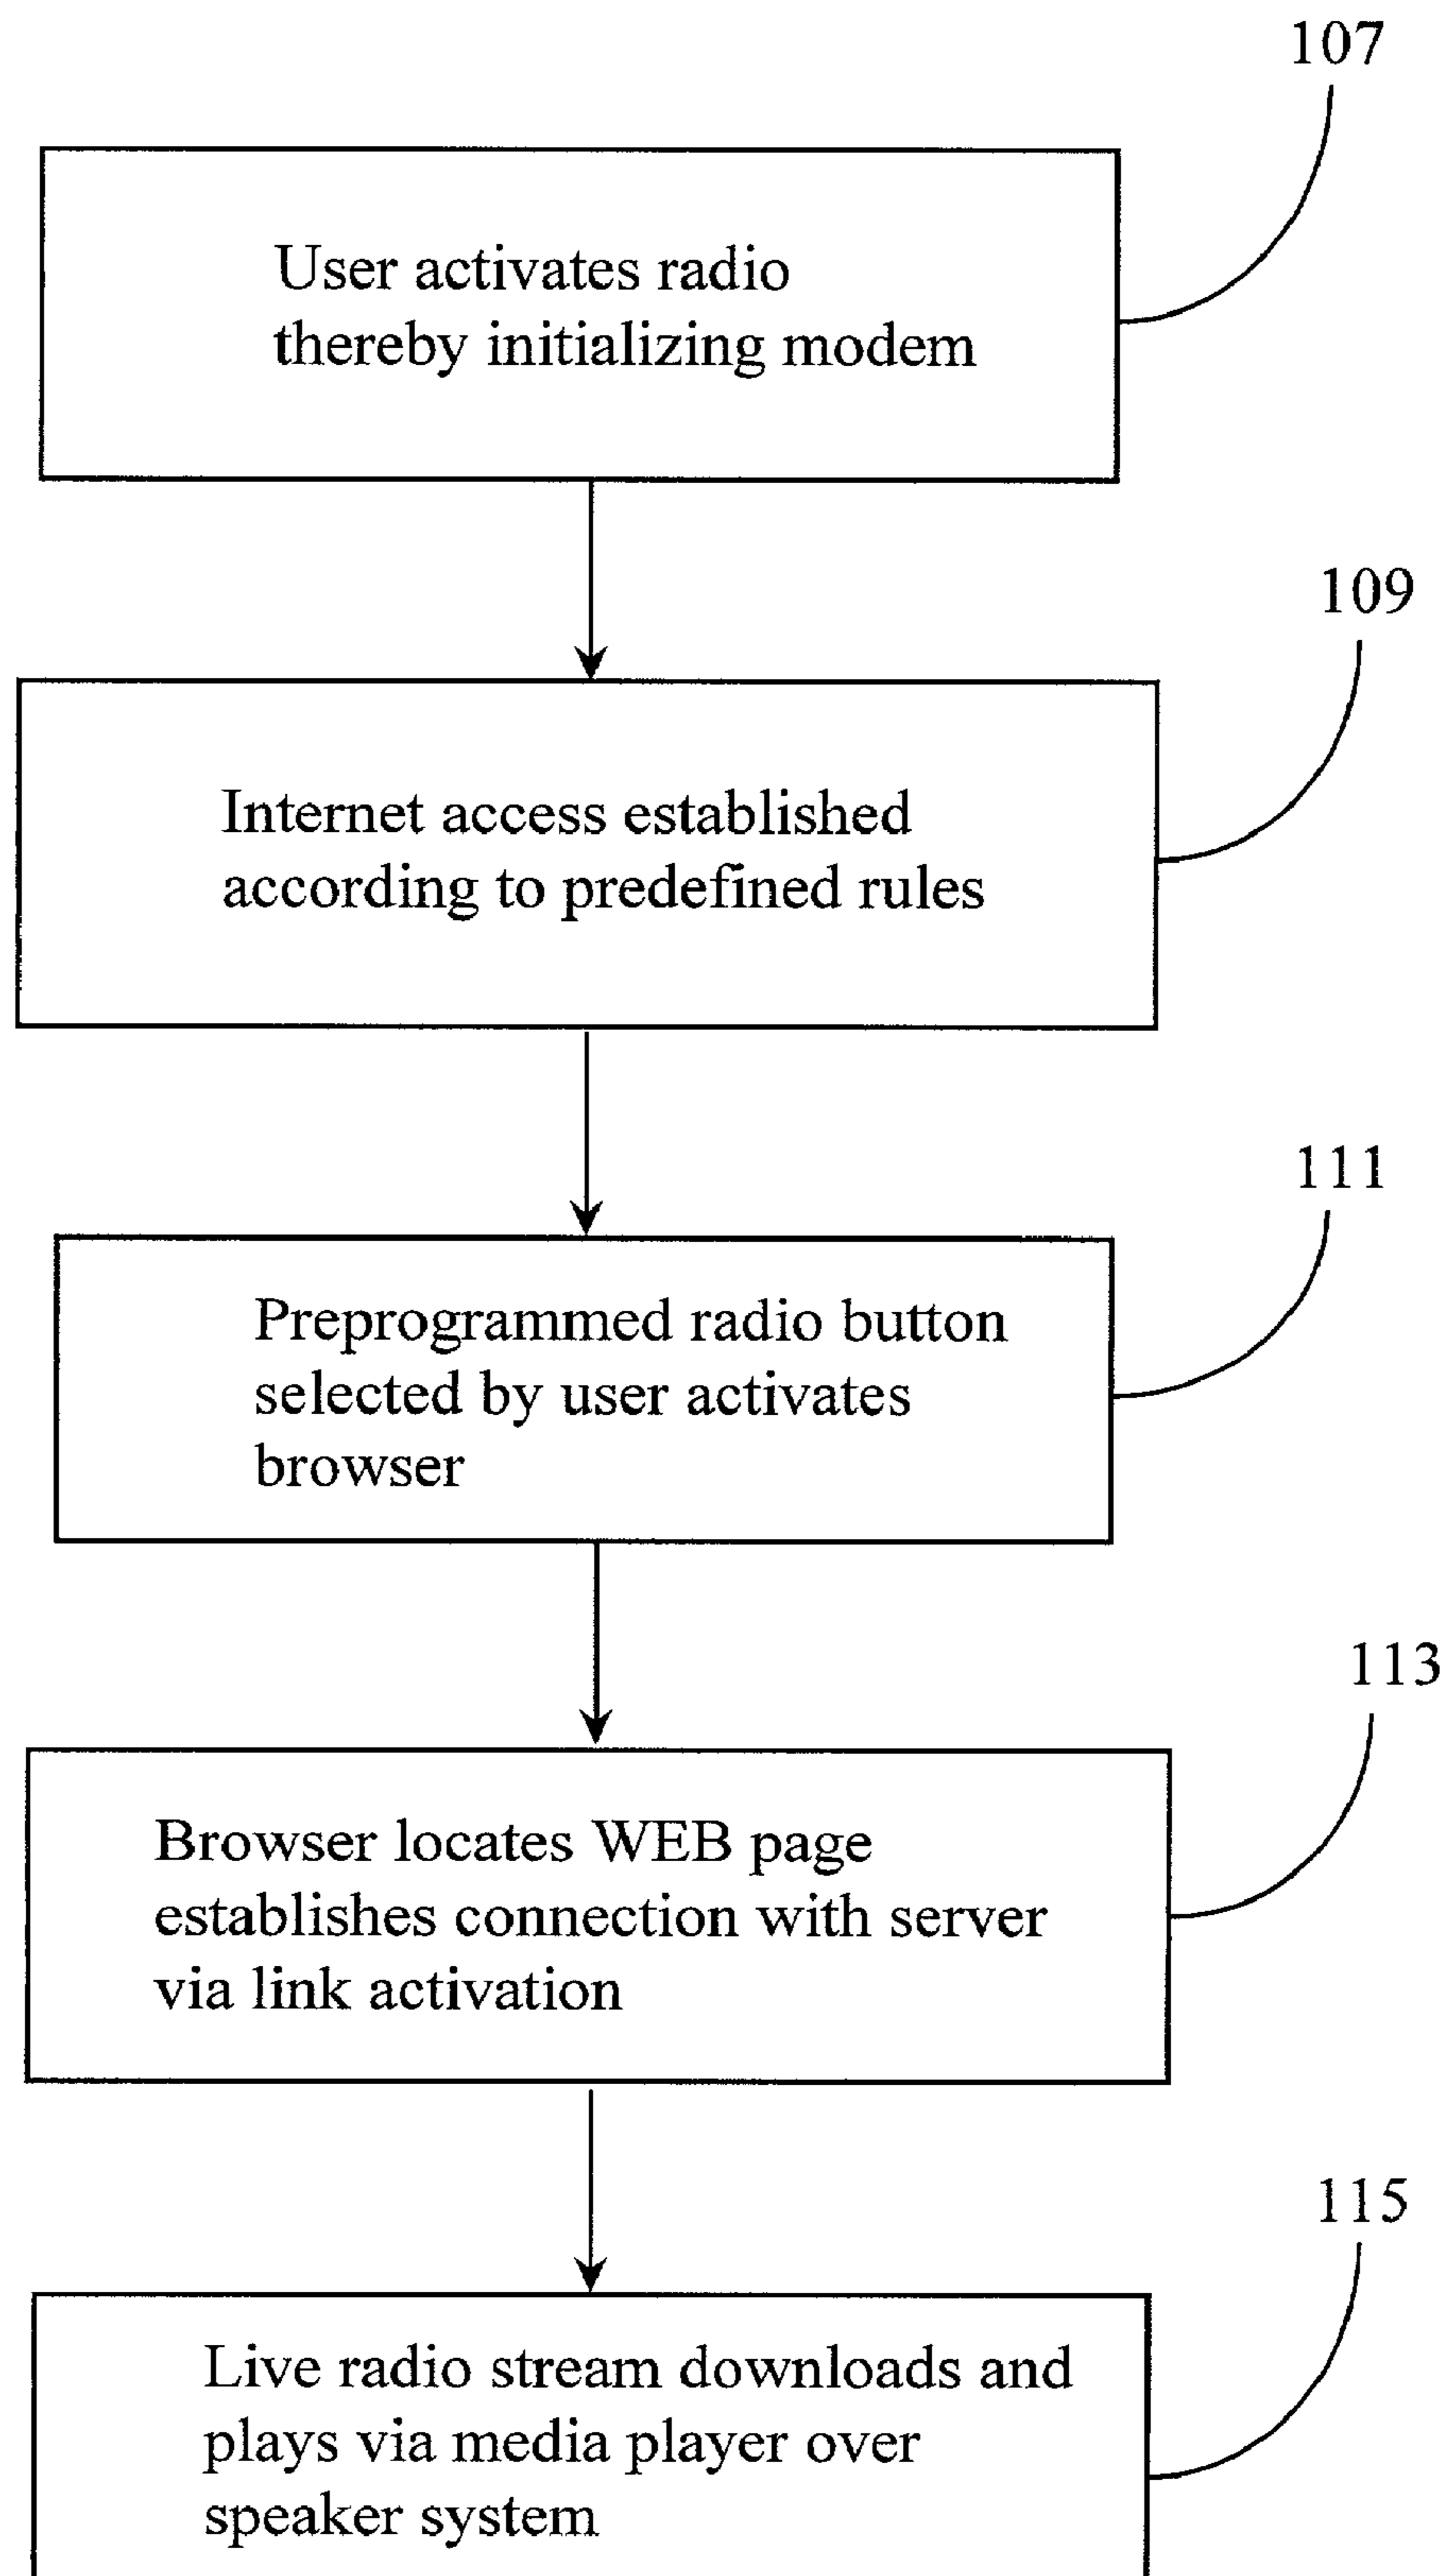 107
User activates radio
thereby initializing modem
109
Internet access established
according to predefined rules
111
Preprogrammed radio button
selected by user activates
browser
113
Browser locates WEB page
establishes connection with server
via link activation
115
Live radio stream downloads and
plays via media player over
speaker system